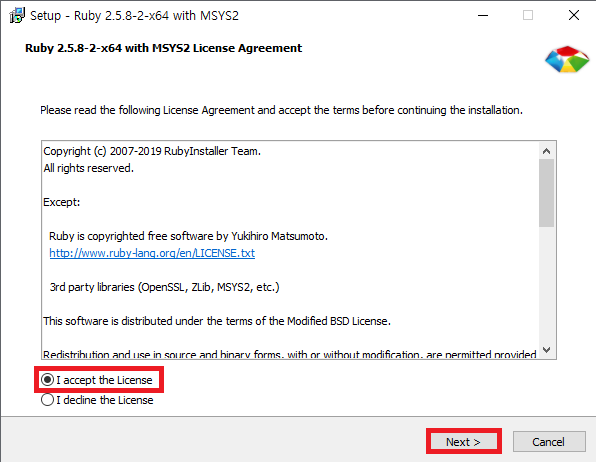 Setup - Ruby 2.5.8-2-x64 with MSYS2
Ruby 2.5.8-2-x64 with MSYS2 License Agreement
Please read the following License Agreement and accept the terms before continuing the installation.
Copyright (c) 2007-2019 RubyInstaller Team.
All rights reserved.
Except:
Ruby is copyrighted free software by Yukihiro Matsumoto.
http://www.ruby-lang.org/en/LICENSE.txt
3rd party libraries (OpenSSL, ZLib, MSYS2, etc.)
This software is distributed under the terms of the Modified BSD License.
Redistribution and use in source and binary forms, with or without modification, are permitted provided
I accept the License
I decline the License
Next >
Cancel